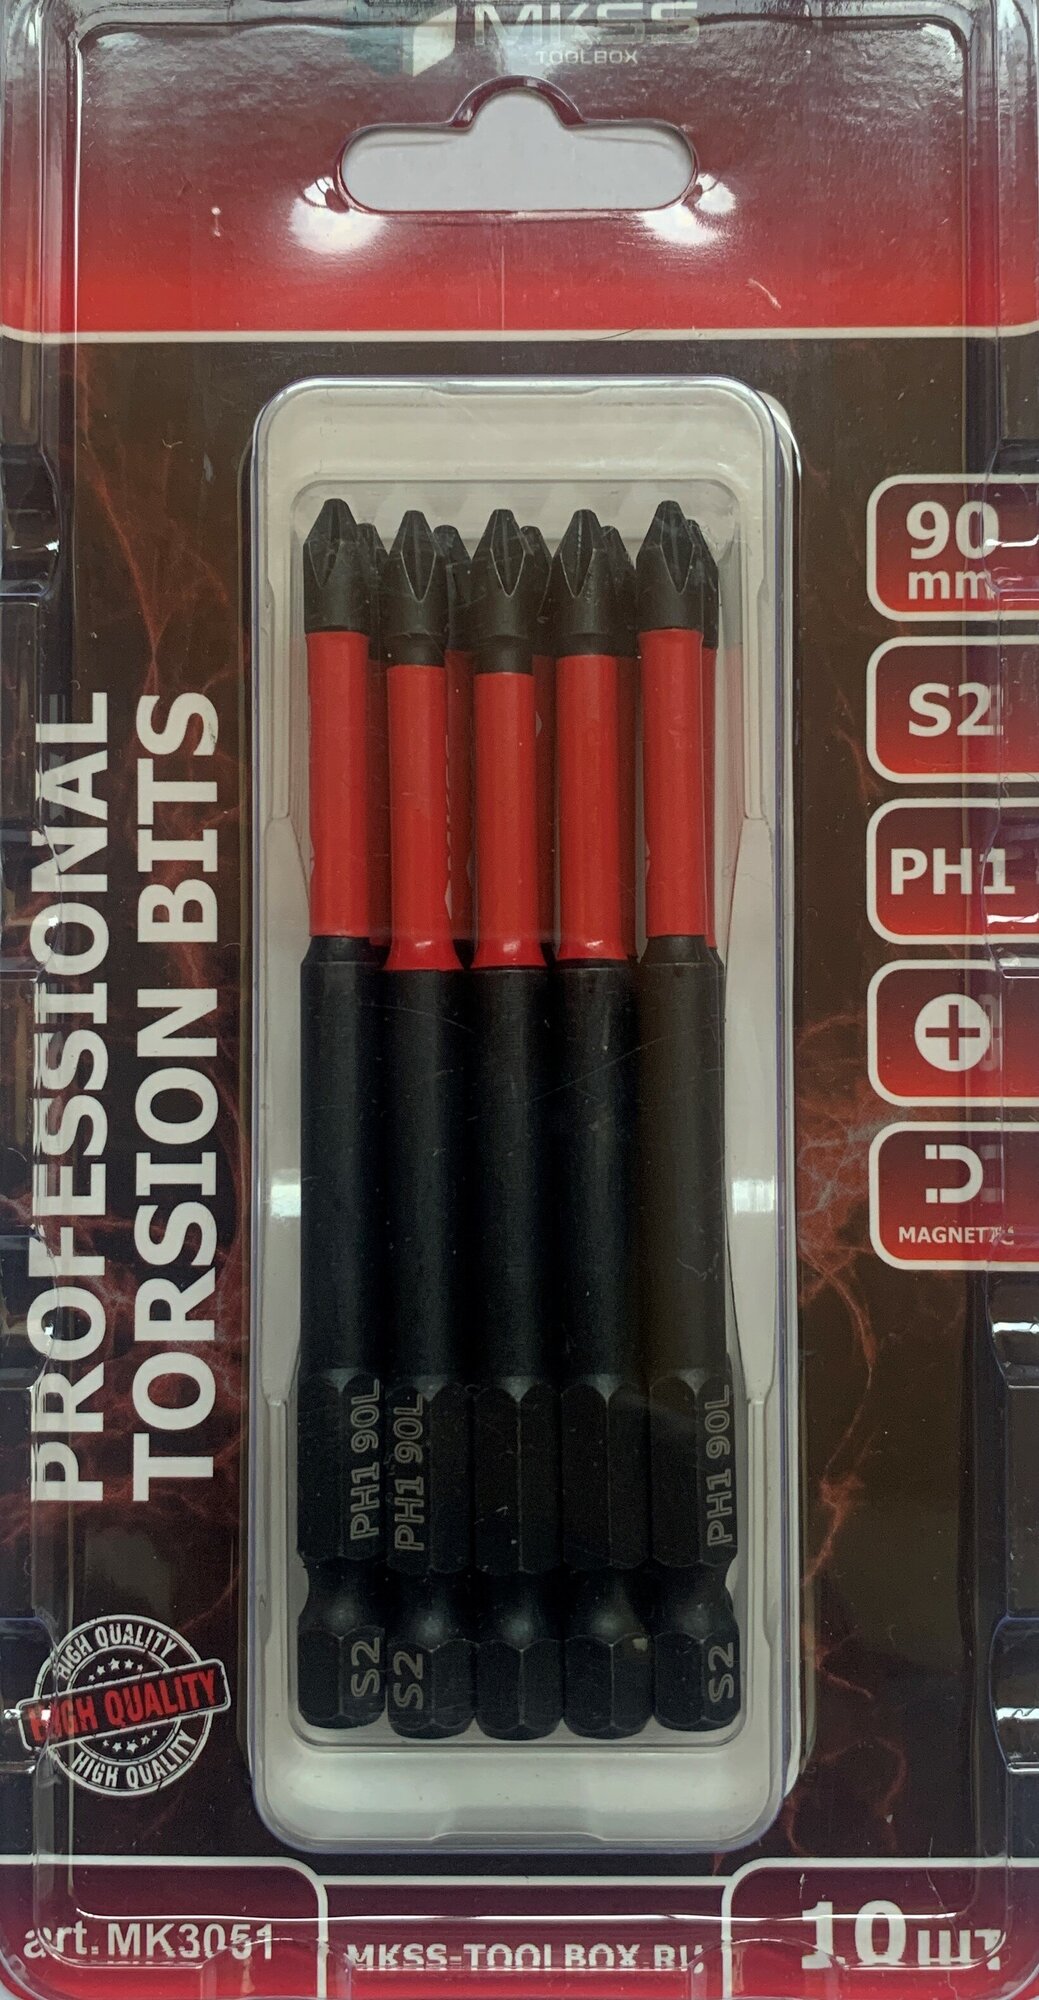 MKSS
TOOLBOX
90
mm
S2
PH1
MAGNETIC
PROFESSIONAL
TORSION BITS
PH1 90L
PH1 90L
PH1 90L
S2
S2
S2
HIGH QUALITY
HIGH QUALITY
HIGH QUALITY
art. MK3051
MKSS-TOOLBOX.RU
10 шт